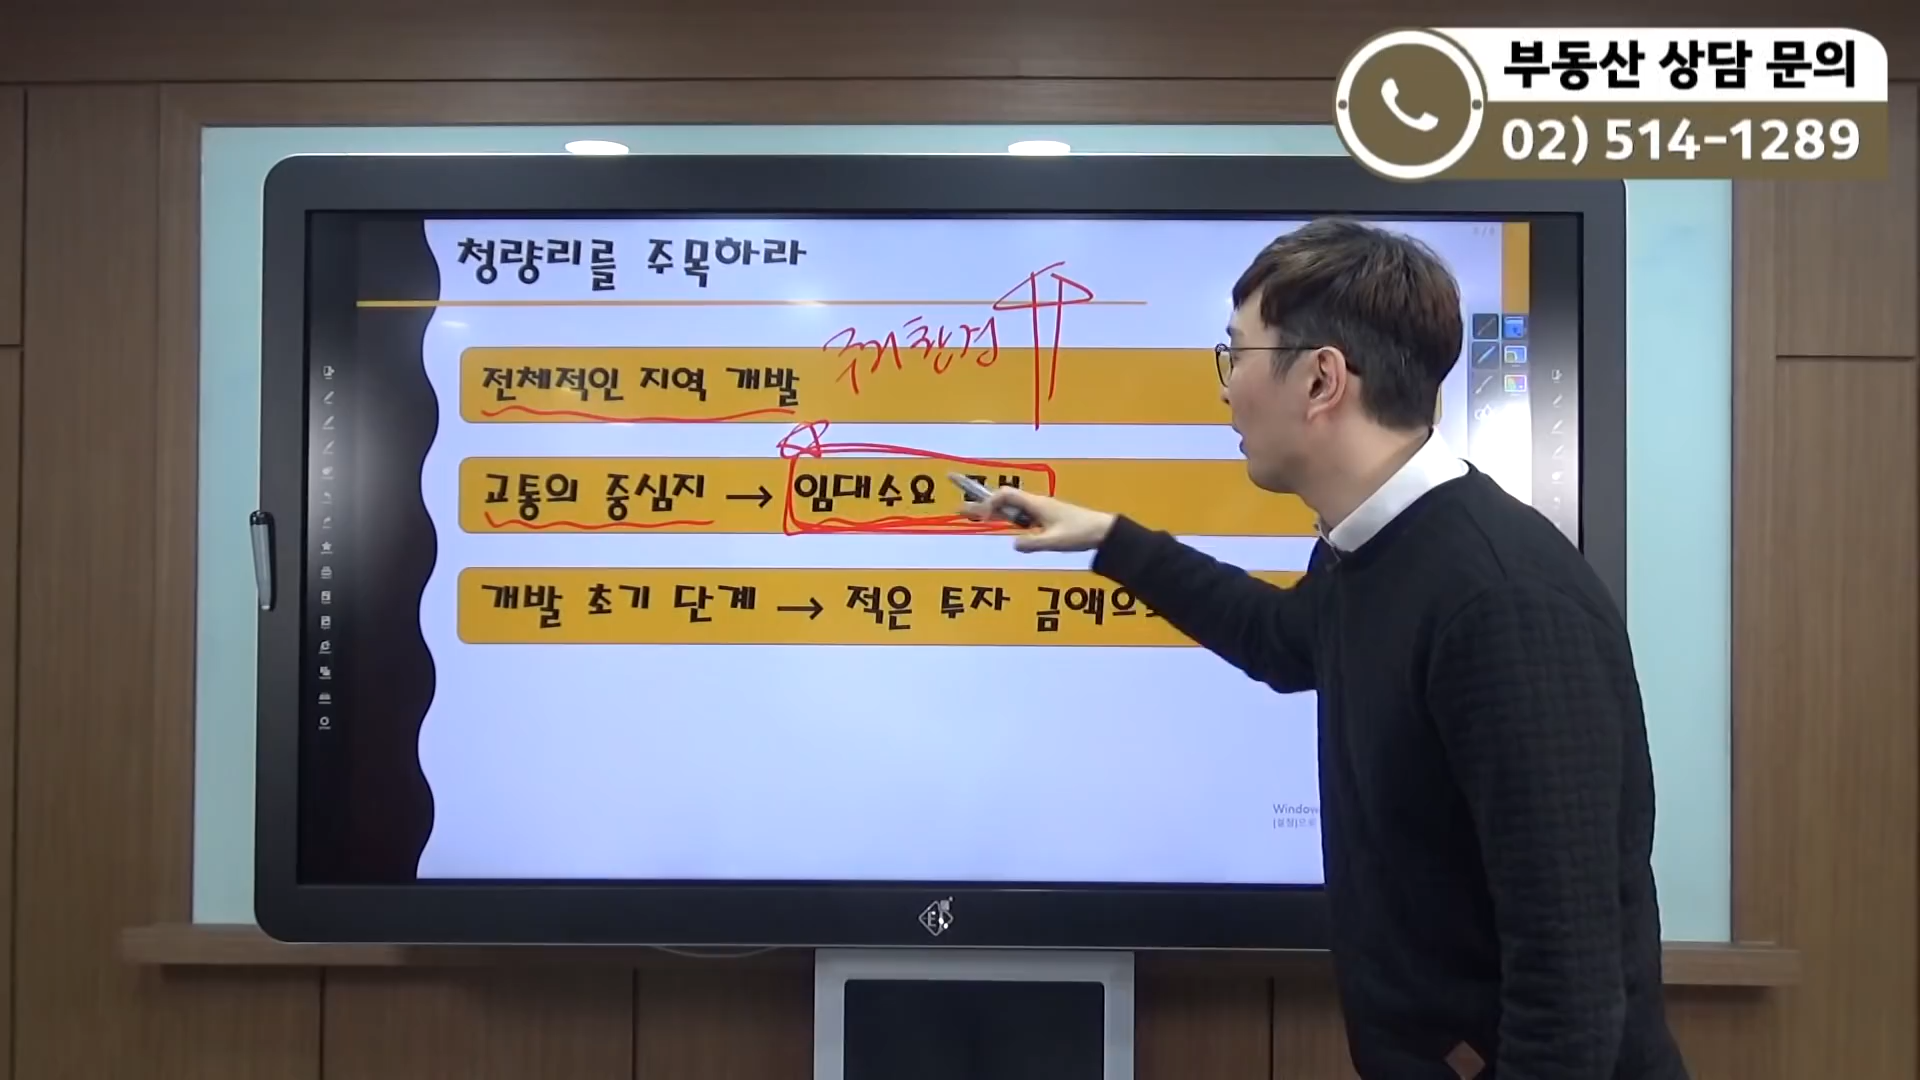 부동산 상담 문의
02) 514-1289
청량리를 주목하라
주거환경
전체적인 지역 개발
교통의 중심지 → 임대수요
개발 초기 단계 → 적은 투자 금액으
Window